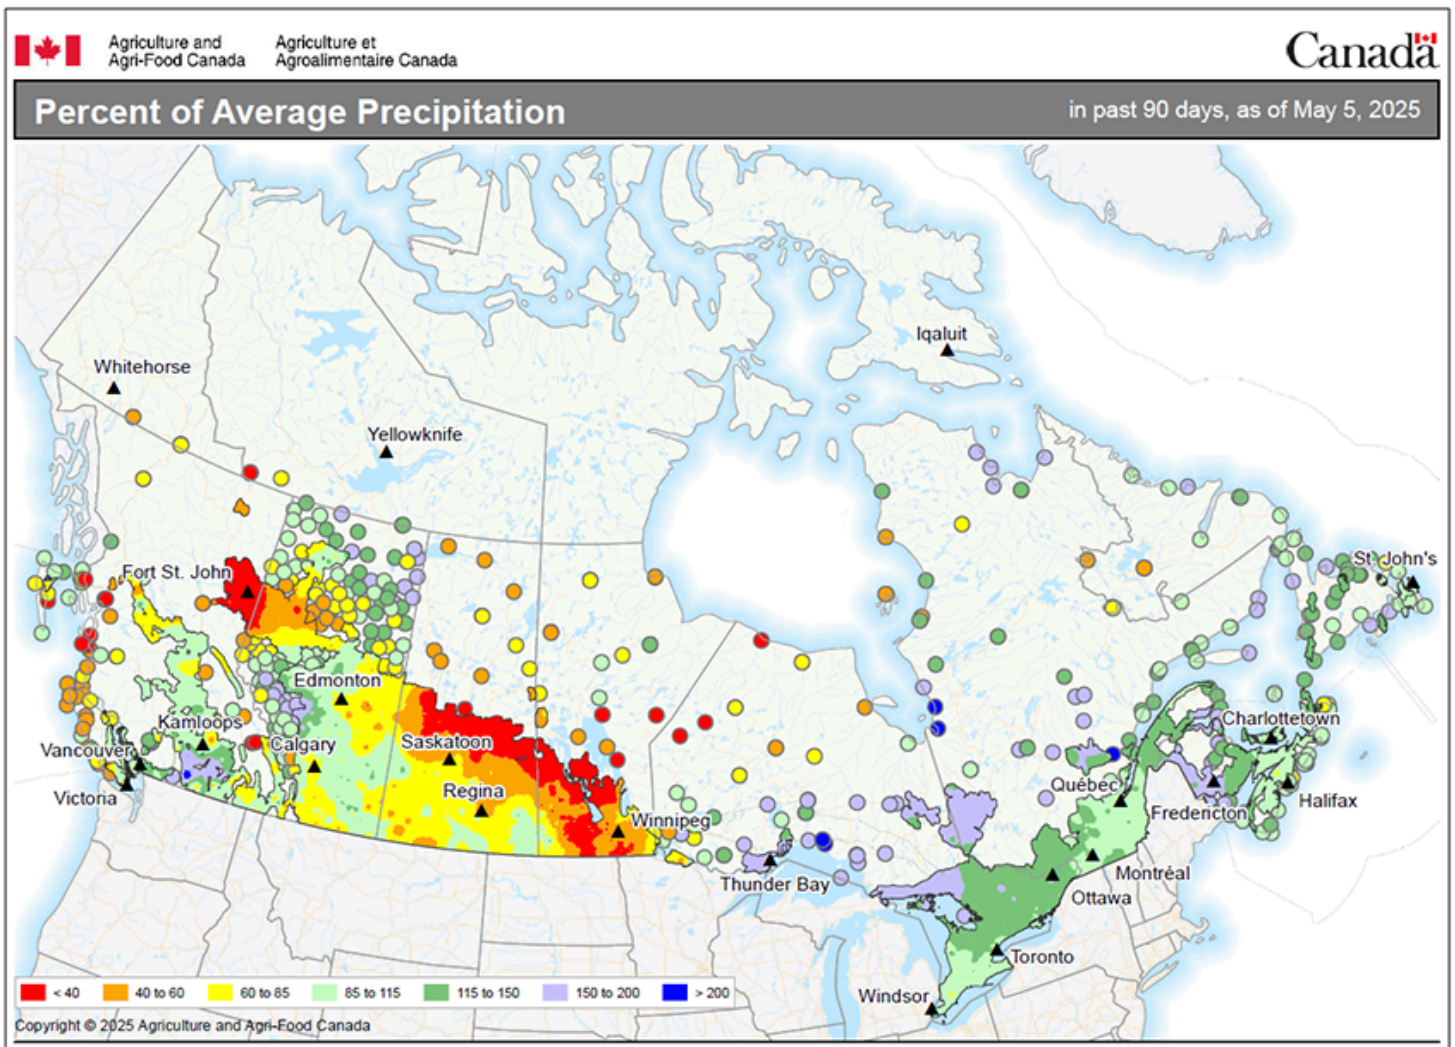 Agriculture and
Agri-Food Canada
Agriculture et
Agroalimentaire Canada
Canada
Percent of Average Precipitation
in past 90 days, as of May 5, 2025
Iqaluit
Whitehorse
Yellowknife
St. John's
Fort St. John
Edmonton
Charlottetown
Kamloops
Vancouver
Calgary
Saskatoon
Québec
Regina
Victoria
Halifax
Fredericton
Winnipeg
Montréal
Thunder Bay
Ottawa
Toronto
Windsor
< 40
40 to 60
60 to 85
85 to 115
115 to 150
150 to 200
> 200
Copyright © 2025 Agriculture and Agri-Food Canada